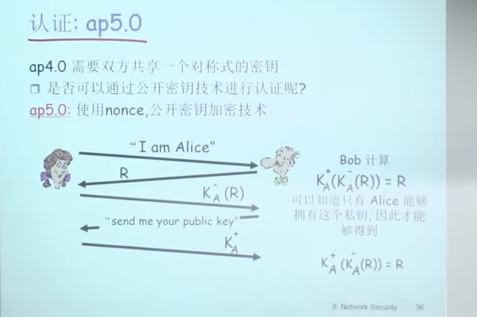 认证: ap5.0
ap4.0 需要双方共享一个对称式的密钥
❒ 是否可以通过公开密钥技术进行认证呢?
ap5.0: 使用nonce,公开密钥加密技术
“I am Alice”
R
K_A^-(R)
“send me your public key”
K_A^+
Bob 计算
K_A^+(K_A^-(R)) = R
可以知道只有 Alice 能够
拥有这个私钥, 因此才能
够得到
K_A^+(K_A^-(R)) = R
8 Network Security 36